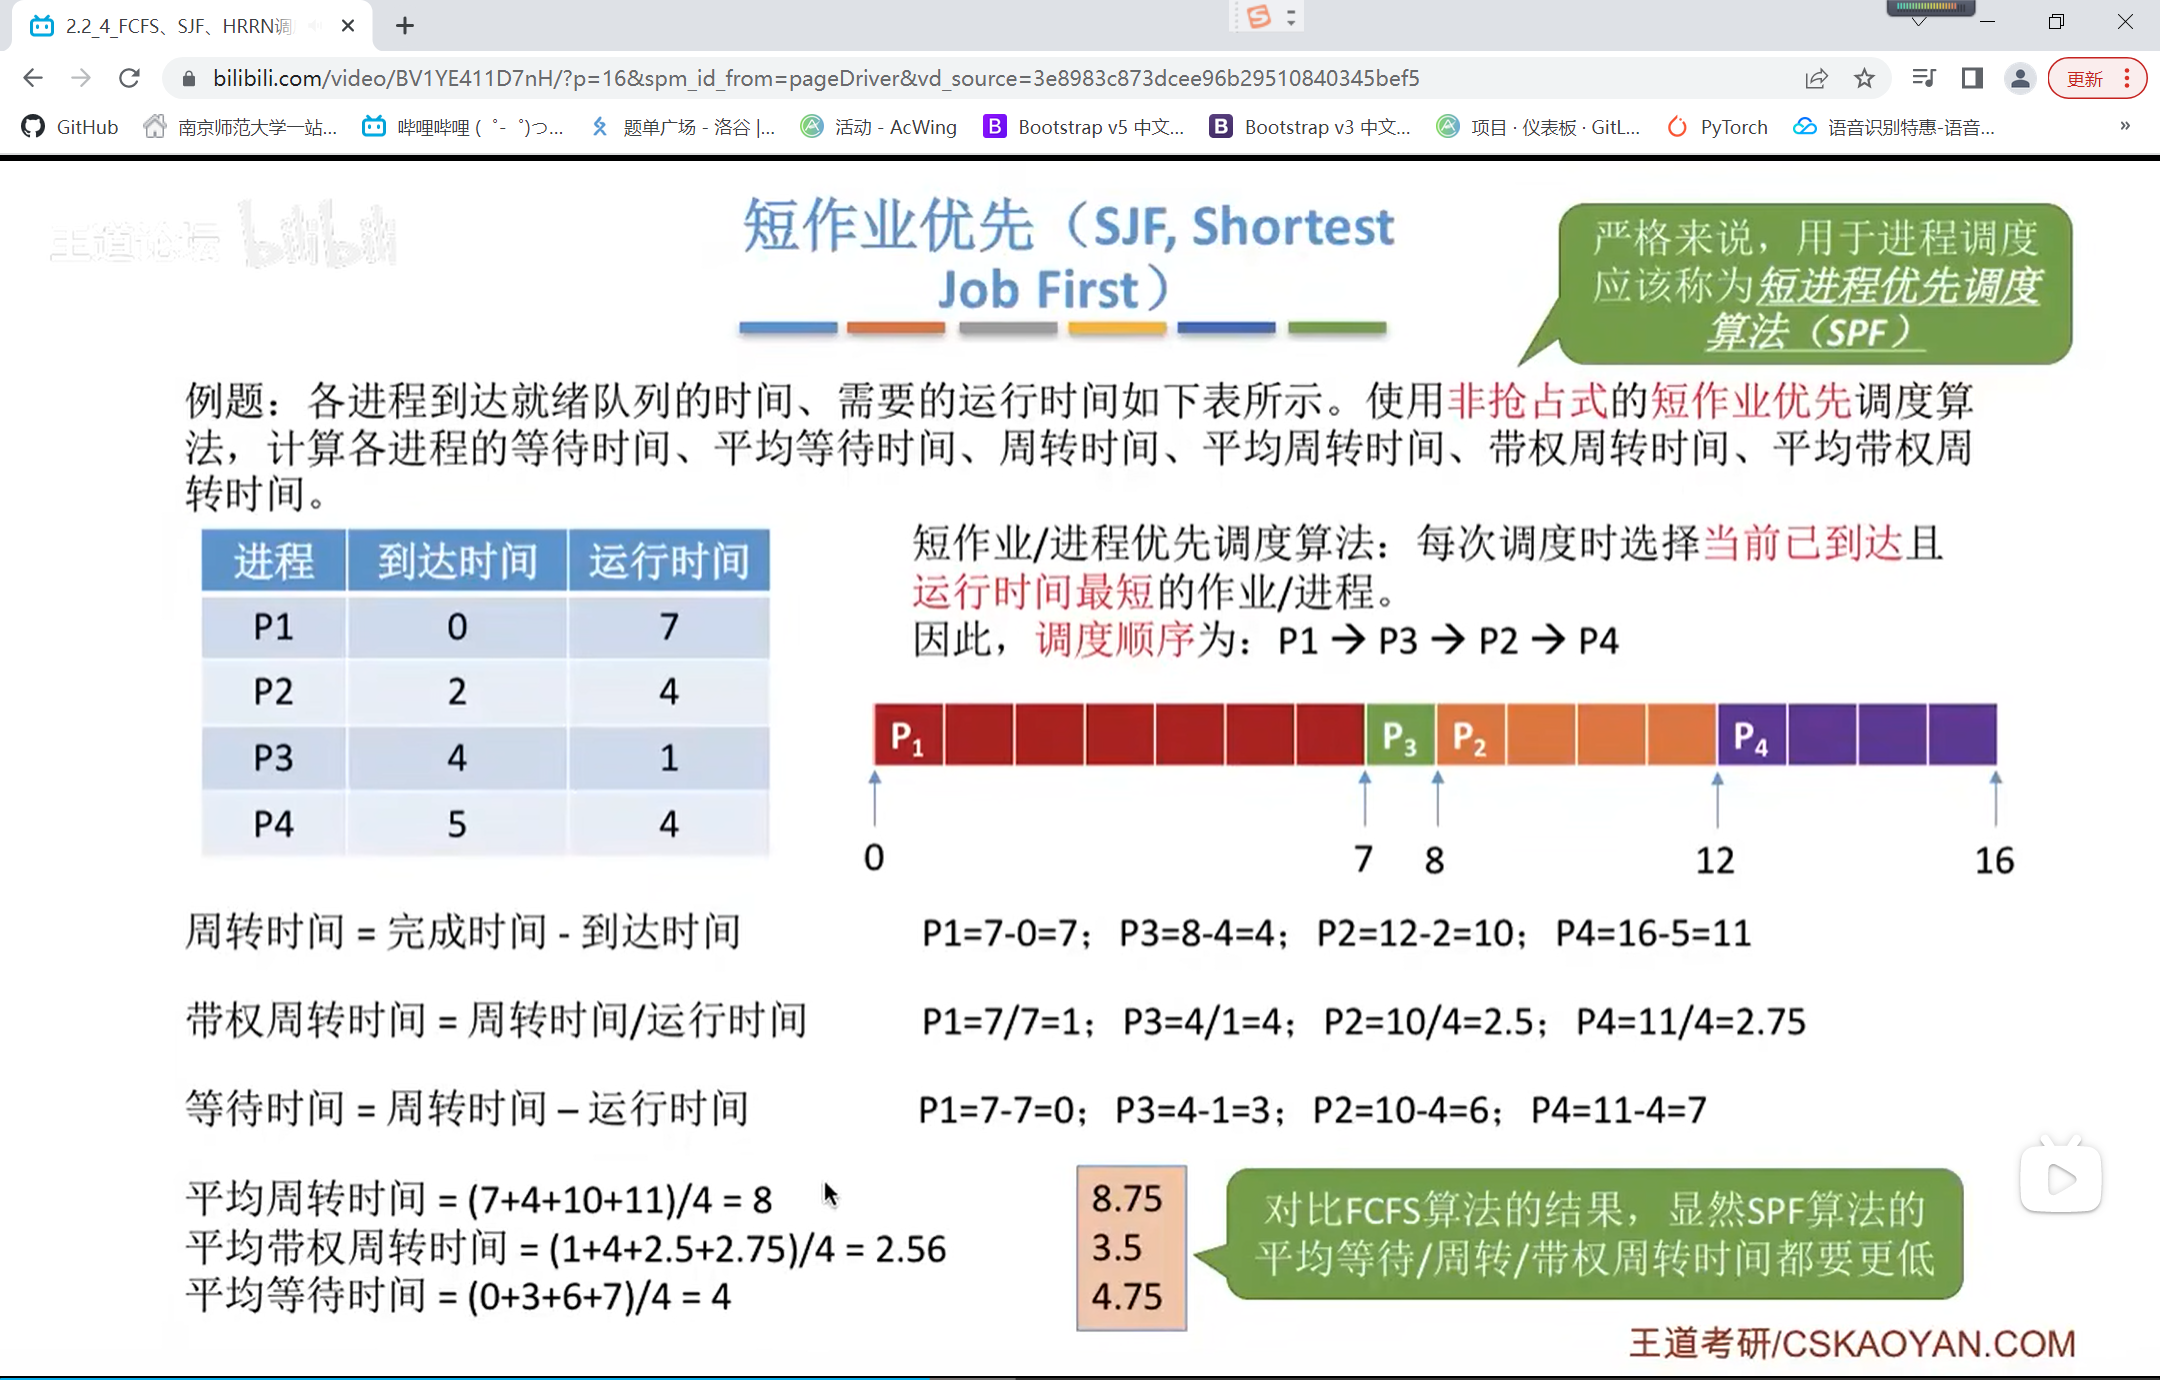 2.2_4_FCFS、SJF、HRRN调
bilibili.com/video/BV1YE411D7nH/?p=16&spm_id_from=pageDriver&vd_source=3e8983c873dcee96b29510840345bef5
更新
GitHub
南京师范大学一站...
哔哩哔哩 (゜-゜)つ...
题单广场 - 洛谷 |...
活动 - AcWing
Bootstrap v5 中文...
Bootstrap v3 中文...
项目 · 仪表板 · GitL...
PyTorch
语音识别特惠-语音...
»
王道论坛 bilibili
短作业优先（SJF, Shortest
Job First）
严格来说，用于进程调度
应该称为短进程优先调度
算法（SPF）
例题：各进程到达就绪队列的时间、需要的运行时间如下表所示。使用非抢占式的短作业优先调度算
法，计算各进程的等待时间、平均等待时间、周转时间、平均周转时间、带权周转时间、平均带权周
转时间。
进程 到达时间 运行时间
P1 0 7
P2 2 4
P3 4 1
P4 5 4
短作业/进程优先调度算法：每次调度时选择当前已到达且
运行时间最短的作业/进程。
因此，调度顺序为：P1 → P3 → P2 → P4
P1 P3 P2 P4
0 7 8 12 16
周转时间 = 完成时间 - 到达时间
P1=7-0=7；P3=8-4=4；P2=12-2=10；P4=16-5=11
带权周转时间 = 周转时间/运行时间
P1=7/7=1；P3=4/1=4；P2=10/4=2.5；P4=11/4=2.75
等待时间 = 周转时间 – 运行时间
P1=7-7=0；P3=4-1=3；P2=10-4=6；P4=11-4=7
平均周转时间 = (7+4+10+11)/4 = 8
平均带权周转时间 = (1+4+2.5+2.75)/4 = 2.56
平均等待时间 = (0+3+6+7)/4 = 4
8.75
3.5
4.75
对比FCFS算法的结果，显然SPF算法的
平均等待/周转/带权周转时间都要更低
王道考研/CSKAOYAN.COM